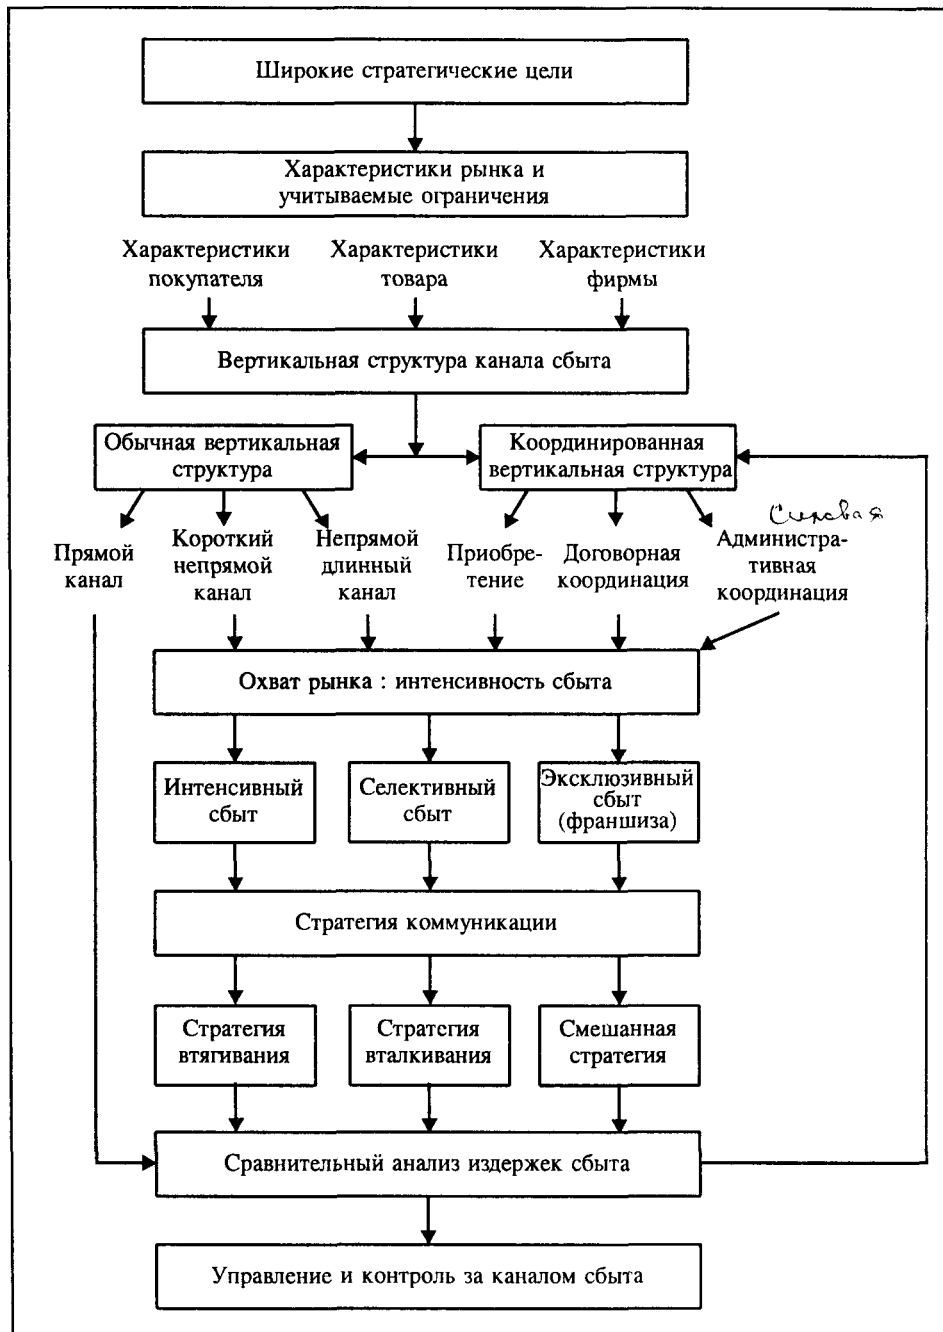 Широкие стратегические цели
Характеристики рынка и
учитываемые ограничения
Характеристики
покупателя
Характеристики
товара
Характеристики
фирмы
Вертикальная структура канала сбыта
Обычная вертикальная
структура
Координированная
вертикальная структура
Прямой
канал
Короткий
непрямой
канал
Непрямой
длинный
канал
Приобре-
тение
Договорная
координация
Администра-
тивная
координация
Охват рынка : интенсивность сбыта
Интенсивный
сбыт
Селективный
сбыт
Эксклюзивный
сбыт
(франшиза)
Стратегия коммуникации
Стратегия
втягивания
Стратегия
вталкивания
Смешанная
стратегия
Сравнительный анализ издержек сбыта
Управление и контроль за каналом сбыта